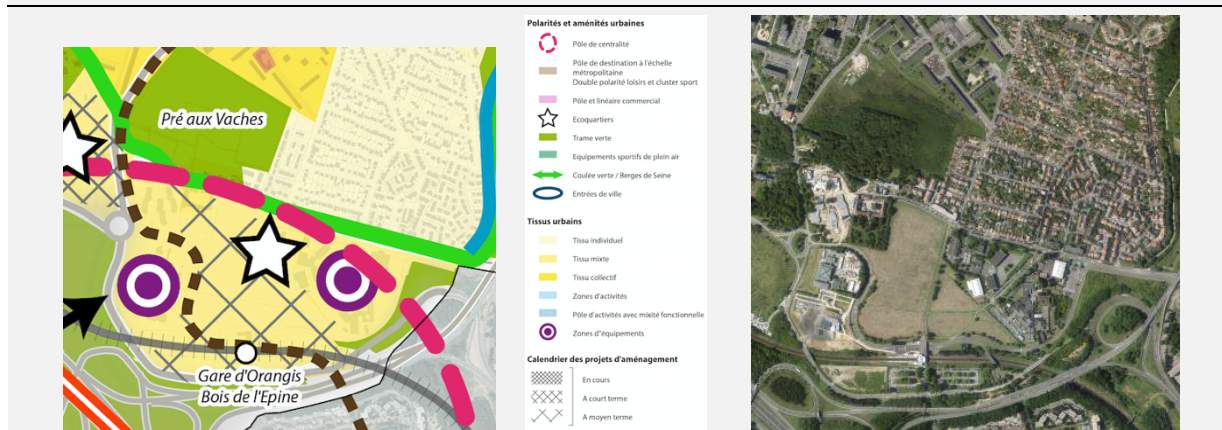 Pré aux Vaches
Gare d'Orangis
Bois de l'Epine
Polarités et aménités urbaines
Pôle de centralité
Pôle de destination à l'échelle
métropolitaine
Double polarité loisirs et cluster sport
Pôle et linéaire commercial
Ecoquartiers
Trame verte
Equipements sportifs de plein air
Coulée verte / Berges de Seine
Entrées de ville
Tissus urbains
Tissu individuel
Tissu mixte
Tissu collectif
Zones d'activités
Pôle d'activités avec mixité fonctionnelle
Zones d''équipements
Calendrier des projets d'aménagement
En cours
A court terme
A moyen terme